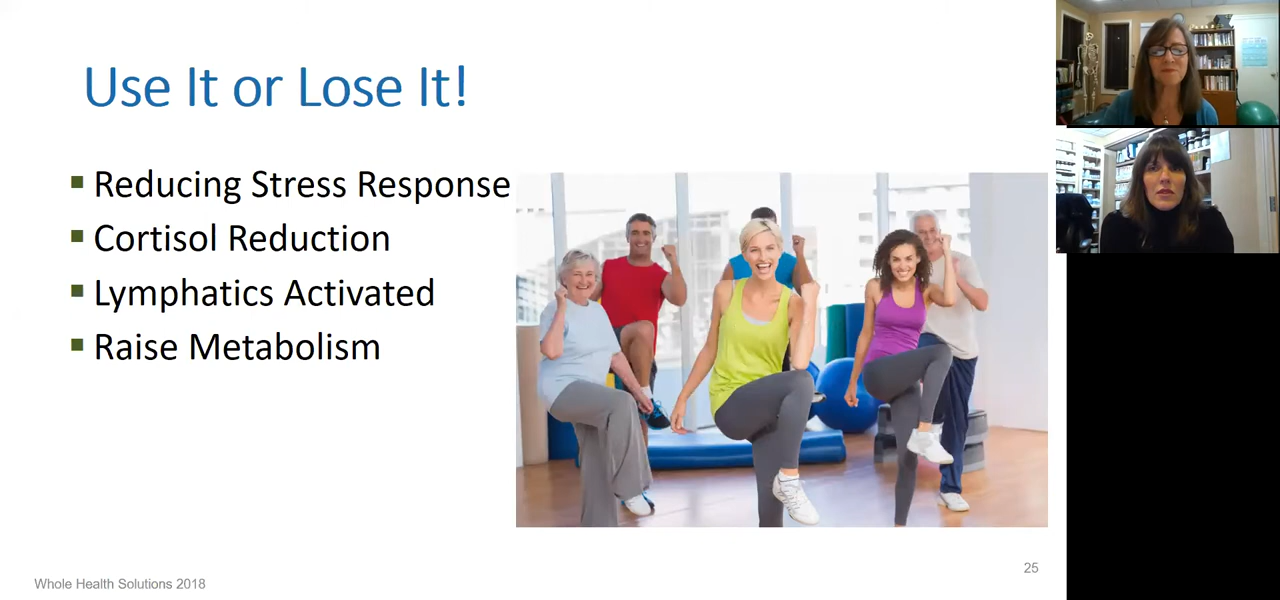 Use It or Lose It!
Reducing Stress Response
Cortisol Reduction
Lymphatics Activated
Raise Metabolism
25
Whole Health Solutions 2018